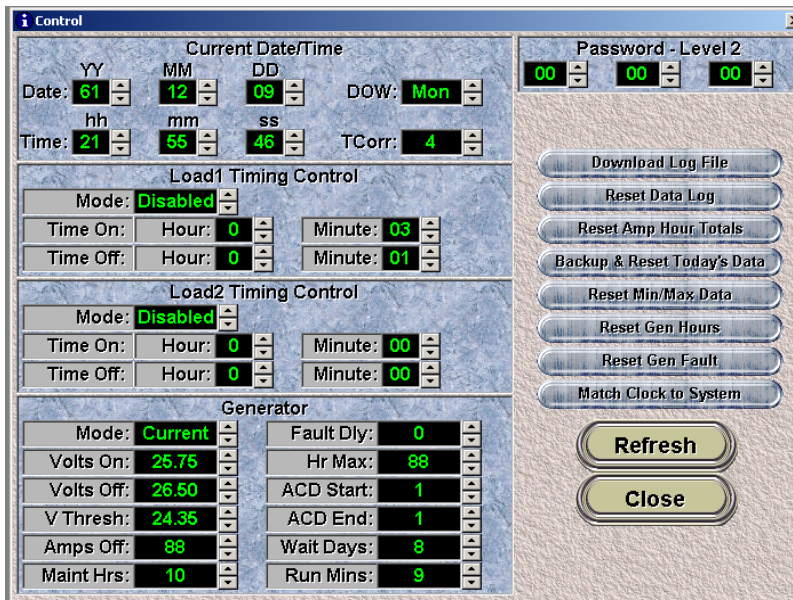 Control
Current Date/Time
YY MM DD
Date: 61 12 09 DOW: Mon
hh mm ss
Time: 21 55 46 TCorr: 4
Load1 Timing Control
Mode: Disabled
Time On: Hour: 0 Minute: 03
Time Off: Hour: 0 Minute: 01
Load2 Timing Control
Mode: Disabled
Time On: Hour: 0 Minute: 00
Time Off: Hour: 0 Minute: 00
Generator
Mode: Current Fault Dly: 0
Volts On: 25.75 Hr Max: 88
Volts Off: 26.50 ACD Start: 1
V Thresh: 24.35 ACD End: 1
Amps Off: 88 Wait Days: 8
Maint Hrs: 10 Run Mins: 9
Password - Level 2
00 00 00
Download Log File
Reset Data Log
Reset Amp Hour Totals
Backup & Reset Today's Data
Reset Min/Max Data
Reset Gen Hours
Reset Gen Fault
Match Clock to System
Refresh
Close